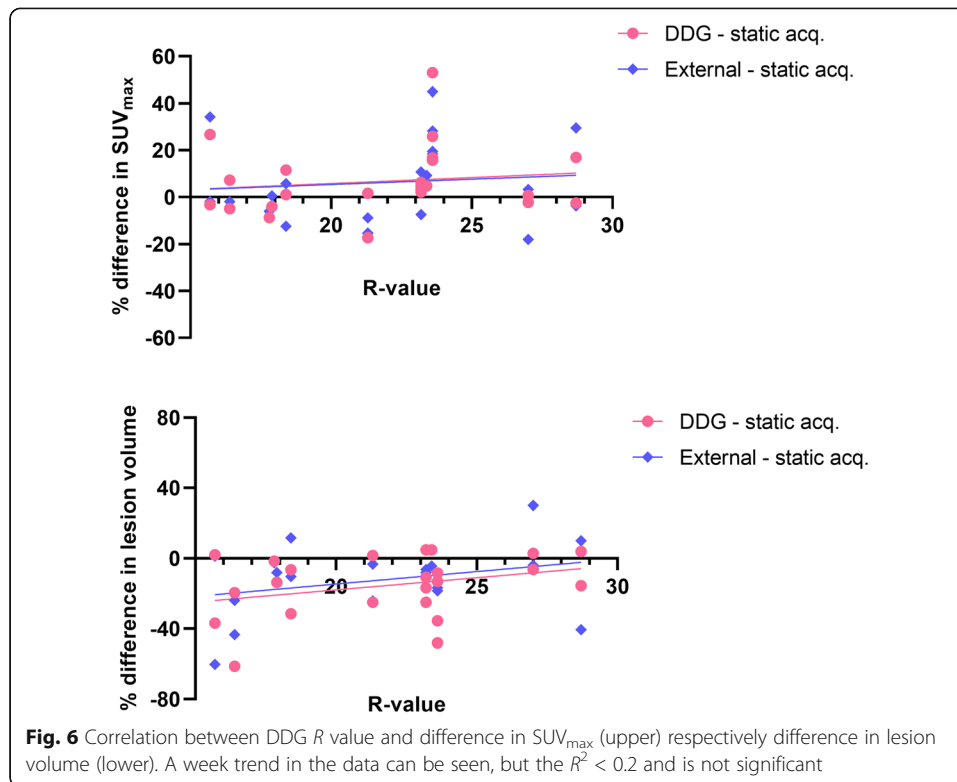 DDG - static acq.
External - static acq.
60
40
20
0
-20
-40
-60
20
25
30
% difference in SUVmax
R-value
DDG - static acq.
External - static acq.
80
40
0
-40
-80
20
25
30
% difference in lesion volume
R-value
Fig. 6 Correlation between DDG R value and difference in SUVmax (upper) respectively difference in lesion
volume (lower). A week trend in the data can be seen, but the R² < 0.2 and is not significant